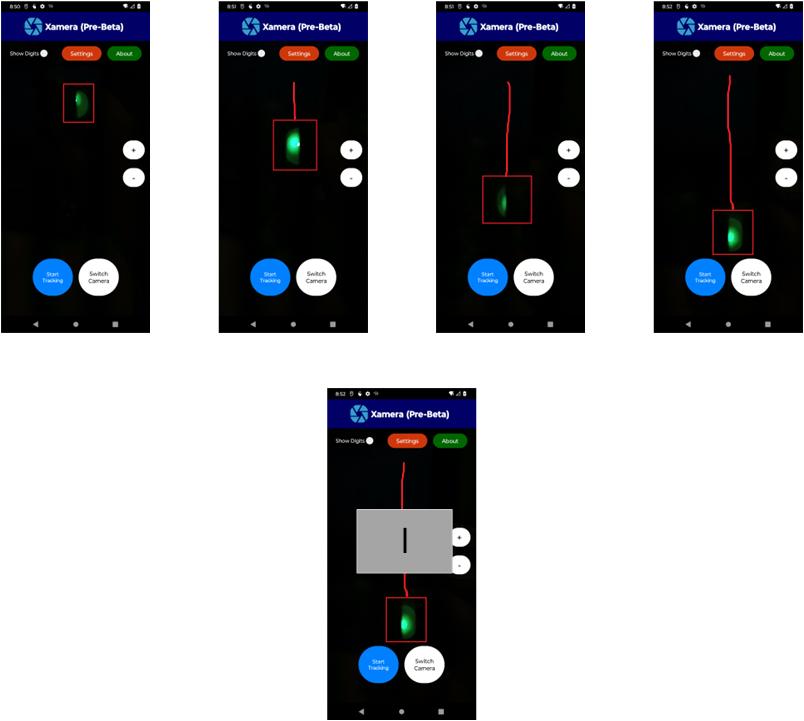 8:50
Xamera (Pre-Beta)
Show Digits
Settings
About
+
-
Start
Tracking
Switch
Camera
8:51
Xamera (Pre-Beta)
Show Digits
Settings
About
+
-
Start
Tracking
Switch
Camera
8:51
Xamera (Pre-Beta)
Show Digits
Settings
About
+
-
Start
Tracking
Switch
Camera
8:52
Xamera (Pre-Beta)
Show Digits
Settings
About
+
-
Start
Tracking
Switch
Camera
8:52
Xamera (Pre-Beta)
Show Digits
Settings
About
l
+
-
Start
Tracking
Switch
Camera